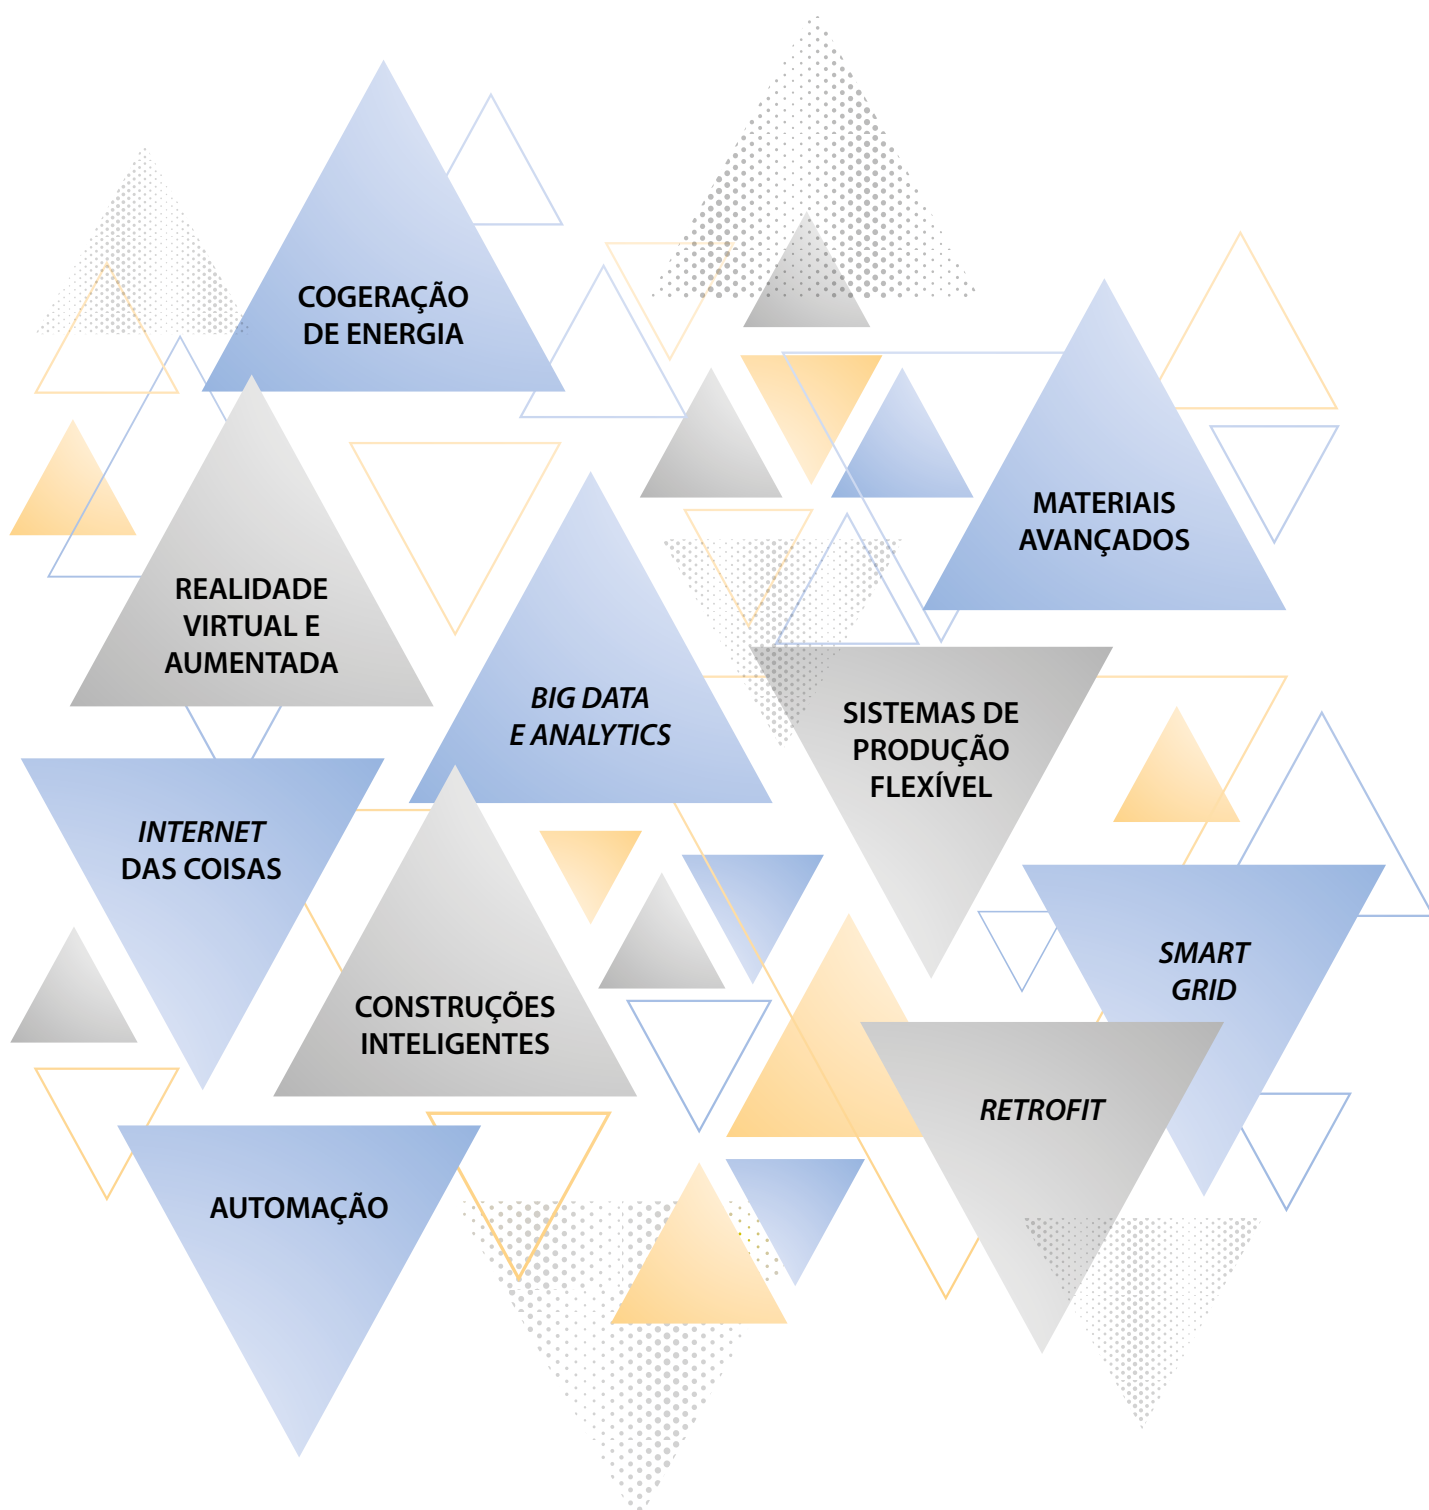 COGERAÇÃO
DE ENERGIA
MATERIAIS
AVANÇADOS
REALIDADE
VIRTUAL E
AUMENTADA
BIG DATA
E ANALYTICS
SISTEMAS DE
PRODUÇÃO
FLEXÍVEL
INTERNET
DAS COISAS
SMART
GRID
CONSTRUÇÕES
INTELIGENTES
RETROFIT
AUTOMAÇÃO